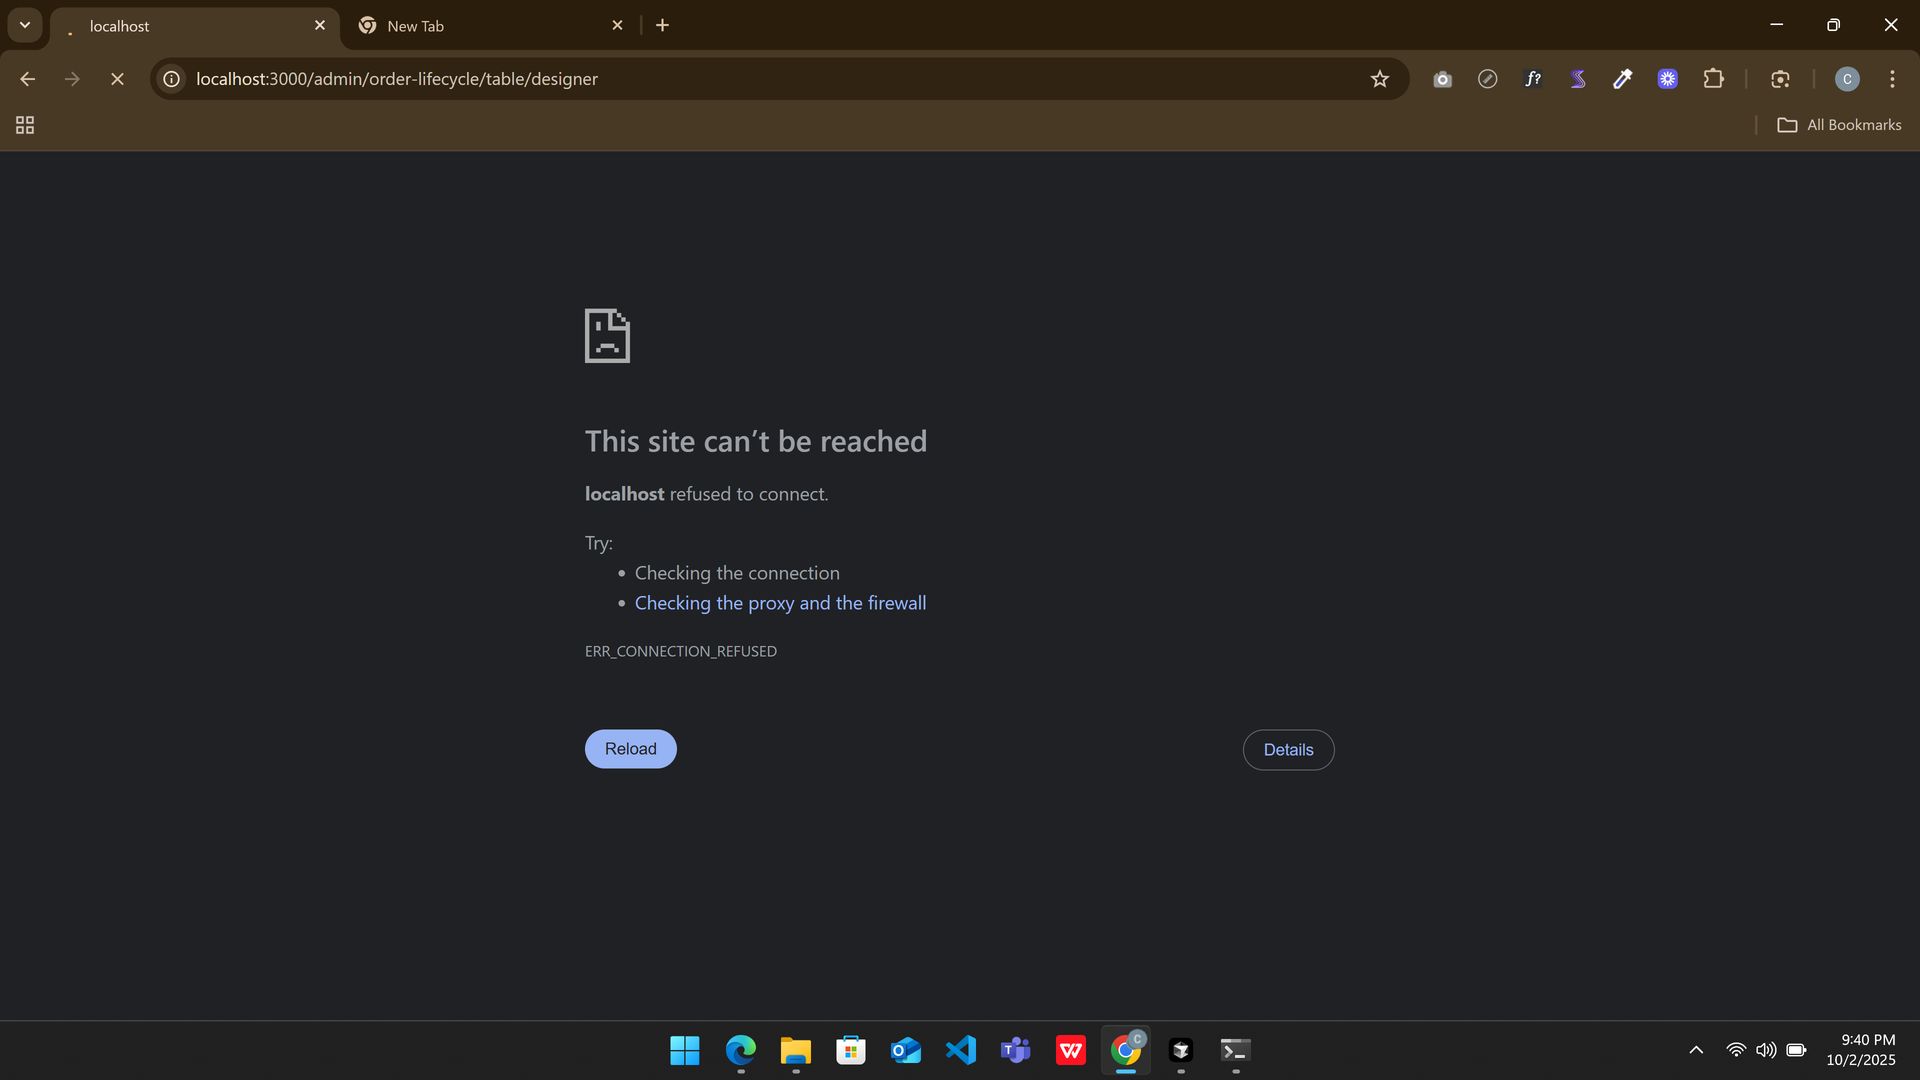 localhost
New Tab
localhost:3000/admin/order-lifecycle/table/designer
f?
C
All Bookmarks
This site can’t be reached
localhost refused to connect.
Try:
• Checking the connection
• Checking the proxy and the firewall
ERR_CONNECTION_REFUSED
Reload
Details
9:40 PM
10/2/2025